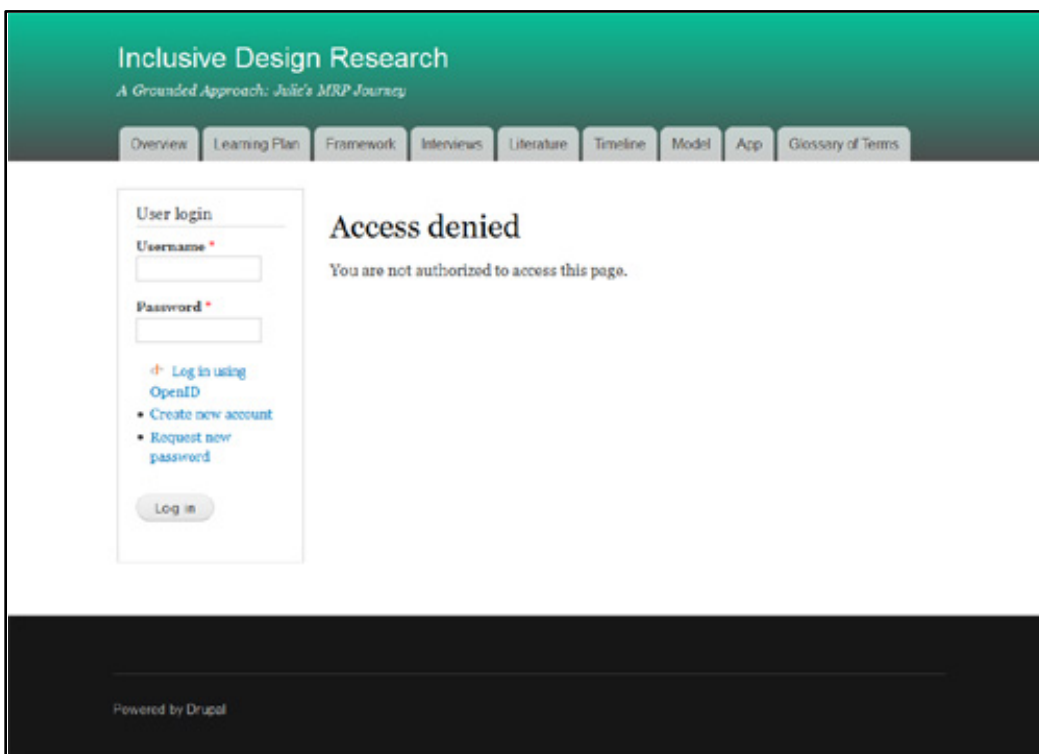 Inclusive Design Research
A Grounded Approach: Julie's MRP Journey
Overview Learning Plan Framework Interviews Literature Timeline Model App Glossary of Terms
User login
Username *
Password *
Log in using
OpenID
• Create new account
• Request new
password
Log in
Access denied
You are not authorized to access this page.
Powered by Drupal